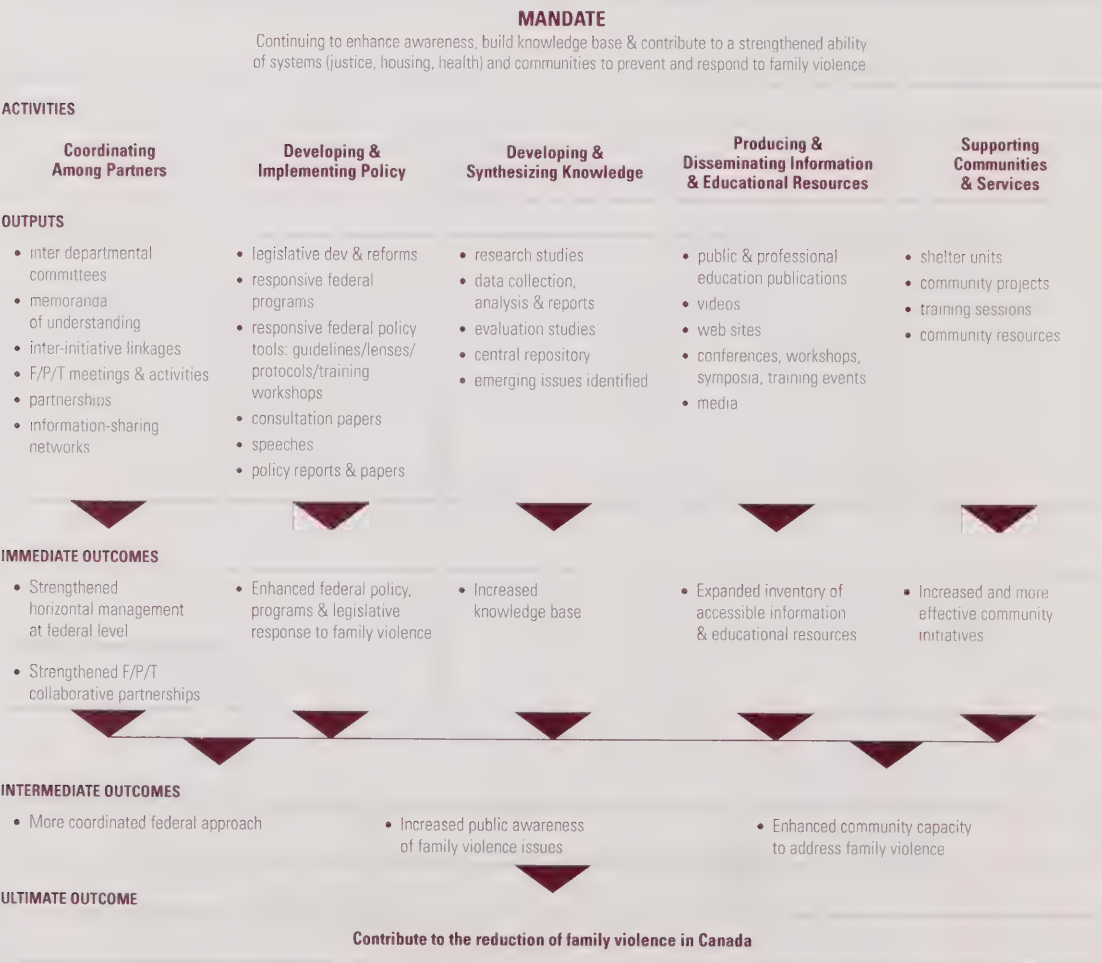 MANDATE
Continuing to enhance awareness, build knowledge base & contribute to a strengthened ability
of systems (justice, housing, health) and communities to prevent and respond to family violence
ACTIVITIES
Coordinating
Among Partners
Developing &
Implementing Policy
Developing &
Synthesizing Knowledge
Producing &
Disseminating Information
& Educational Resources
Supporting
Communities
& Services
OUTPUTS
• inter departmental
committees
• memoranda
of understanding
• inter-initiative linkages
• F/P/T meetings & activities
• partnerships
• information-sharing
networks
• legislative dev & reforms
• responsive federal
programs
• responsive federal policy
tools: guidelines/lenses/
protocols/training
workshops
• consultation papers
• speeches
• policy reports & papers
• research studies
• data collection,
analysis & reports
• evaluation studies
• central repository
• emerging issues identified
• public & professional
education publications
• videos
• web sites
• conferences, workshops,
symposia, training events
• media
• shelter units
• community projects
• training sessions
• community resources
IMMEDIATE OUTCOMES
• Strengthened
horizontal management
at federal level
• Strengthened F/P/T
collaborative partnerships
• Enhanced federal policy,
programs & legislative
response to family violence
• Increased
knowledge base
• Expanded inventory of
accessible information
& educational resources
• Increased and more
effective community
initiatives
INTERMEDIATE OUTCOMES
• More coordinated federal approach
• Increased public awareness
of family violence issues
• Enhanced community capacity
to address family violence
ULTIMATE OUTCOME
Contribute to the reduction of family violence in Canada